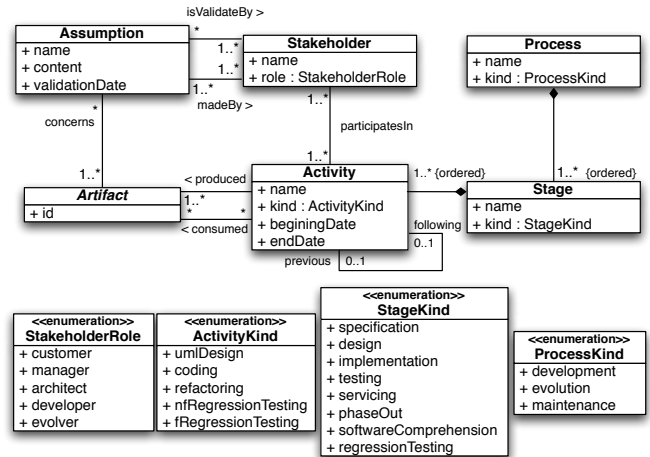 isValidateBy >
Assumption
+ name
+ content
+ validationDate
*
1..*
1..*
1..*
madeBy >
Stakeholder
+ name
+ role : StakeholderRole
Process
+ name
+ kind : ProcessKind
*
concerns
1..*
1..*
participatesIn
1..*
1..* {ordered}
1..* {ordered}
Artifact
+ id
< produced
1..*
*
*
< consumed
Activity
+ name
+ kind : ActivityKind
+ beginingDate
+ endDate
following
0..1
previous
0..1
Stage
+ name
+ kind : StageKind
<<enumeration>>
StakeholderRole
+ customer
+ manager
+ architect
+ developer
+ evolver
<<enumeration>>
ActivityKind
+ umlDesign
+ coding
+ refactoring
+ nfRegressionTesting
+ fRegressionTesting
<<enumeration>>
StageKind
+ specification
+ design
+ implementation
+ testing
+ servicing
+ phaseOut
+ softwareComprehension
+ regressionTesting
<<enumeration>>
ProcessKind
+ development
+ evolution
+ maintenance